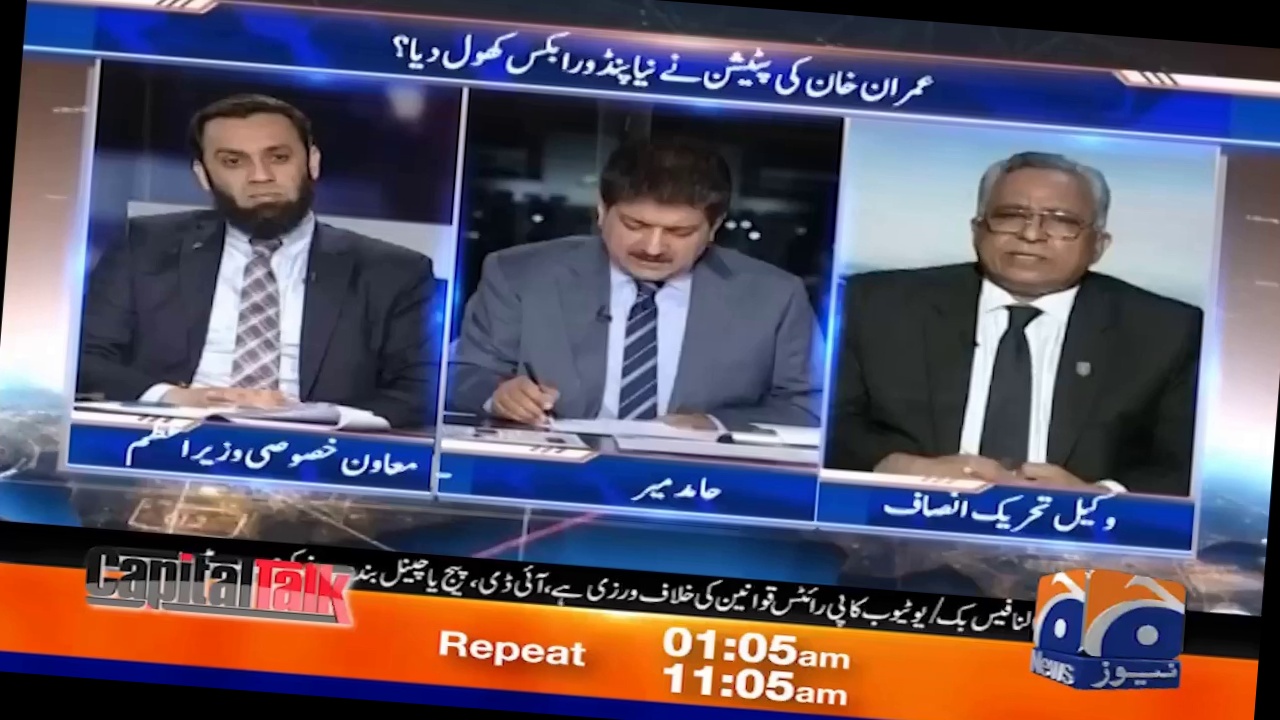 عمران خان کی پٹیشن نے نیا پنڈورا بکس کھول دیا؟
معاون خصوصی وزیراعظم
حامد میر
وکیل تحریک انصاف
Capital Talk
لنا فیس بک/یوٹیوب کاپی رائٹس قوانین کی خلاف ورزی ہے، آئی ڈی، پیج یا چینل بند
Repeat
01:05am
11:05am
News
نیوز